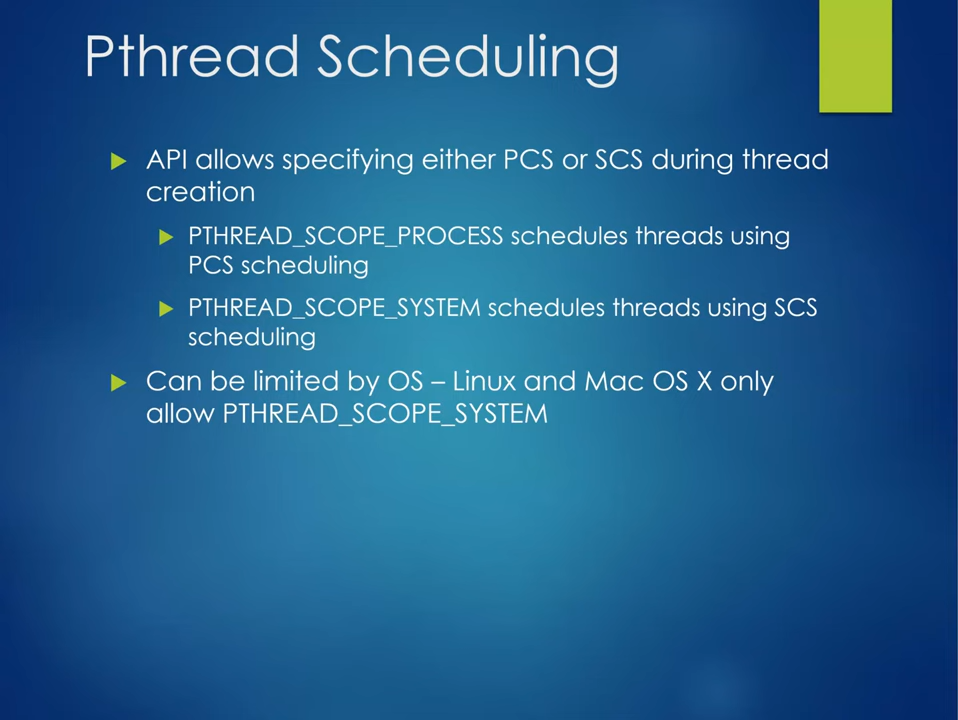 Pthread Scheduling
API allows specifying either PCS or SCS during thread
creation
PTHREAD_SCOPE_PROCESS schedules threads using
PCS scheduling
PTHREAD_SCOPE_SYSTEM schedules threads using SCS
scheduling
Can be limited by OS – Linux and Mac OS X only
allow PTHREAD_SCOPE_SYSTEM